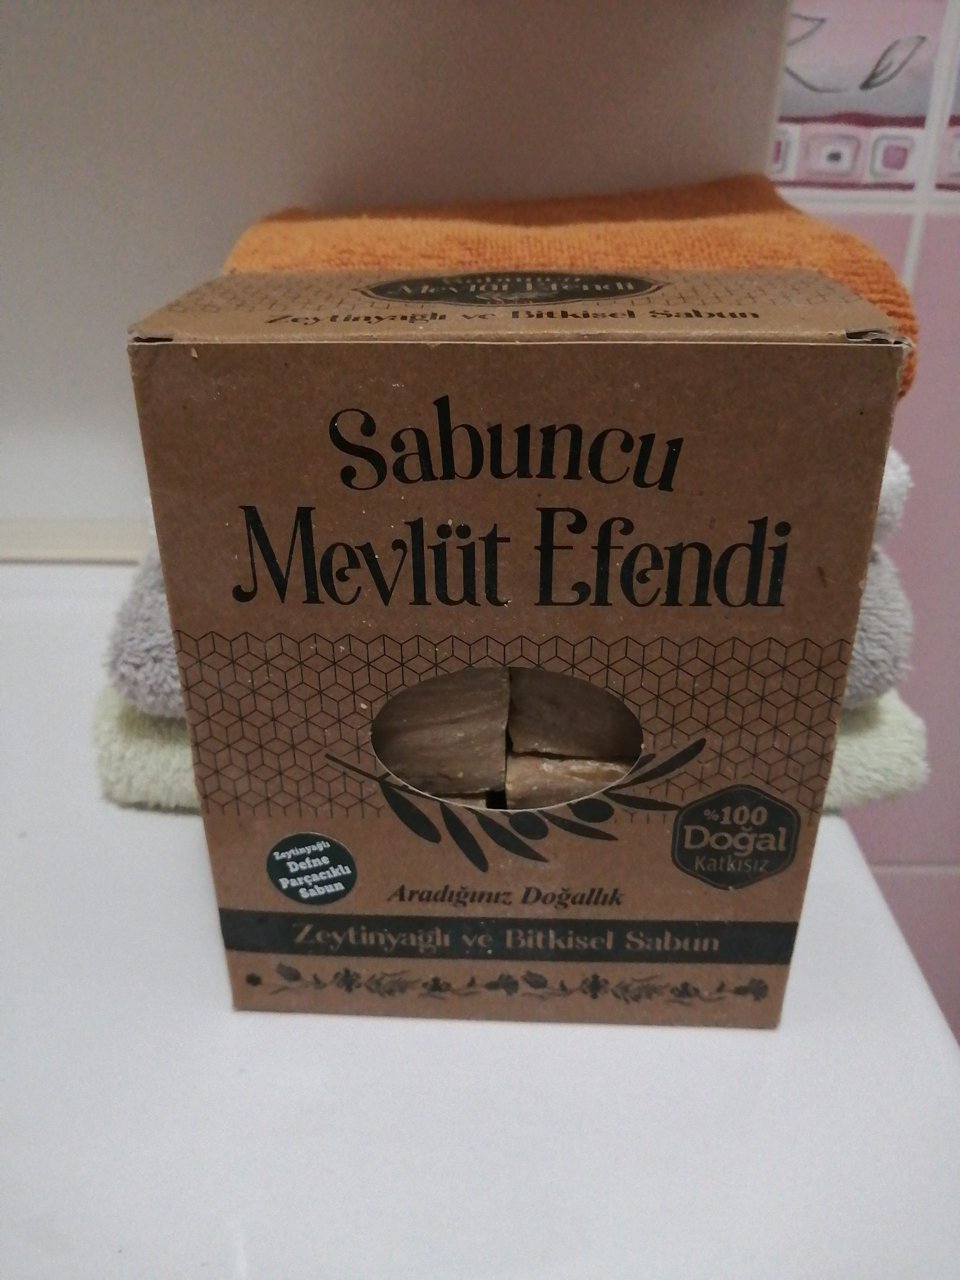 Mevlüt Efendi
Zeytinyağlı ve Bitkisel Sabun
Sabuncu
Mevlüt Efendi
%100
Doğal
Katkısız
Zeytinyağlı
Defne
Parçacıklı
Sabun
Aradığınız Doğallık
Zeytinyağlı ve Bitkisel Sabun